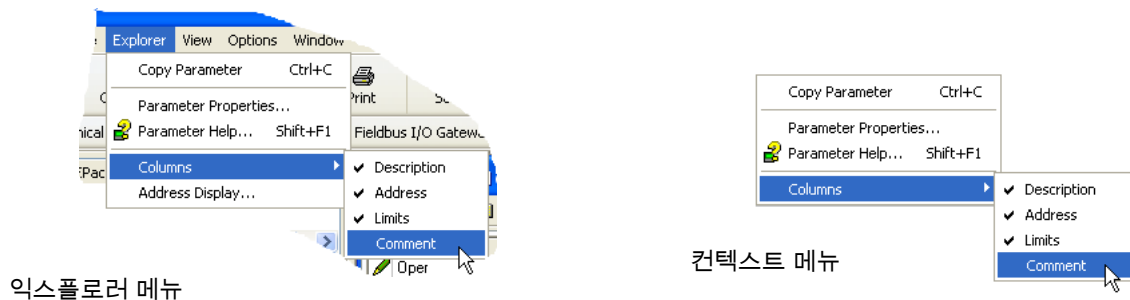 Explorer View Options Window
Copy Parameter Ctrl+C
Print
Parameter Properties...
Parameter Help... Shift+F1
Fieldbus I/O Gatew
Columns
Address Display...
Description
Address
Limits
Comment
Oper
익스플로러 메뉴
Copy Parameter Ctrl+C
Parameter Properties...
Parameter Help... Shift+F1
Columns
Description
Address
Limits
Comment
컨텍스트 메뉴